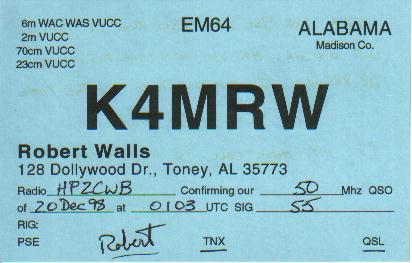 6m WAC WAS VUCC EM64 ALABAMA
2m VUCC Madison Co.
70cm VUCC
23cm VUCC
K4MRW
Robert Walls
128 Dollywood Dr., Toney, AL 35773
Radio HP2CWB Confirming our 50 Mhz QSO
of 20 Dec 98 at 0103 UTC SIG 55
RIG:
PSE Robert TNX QSL